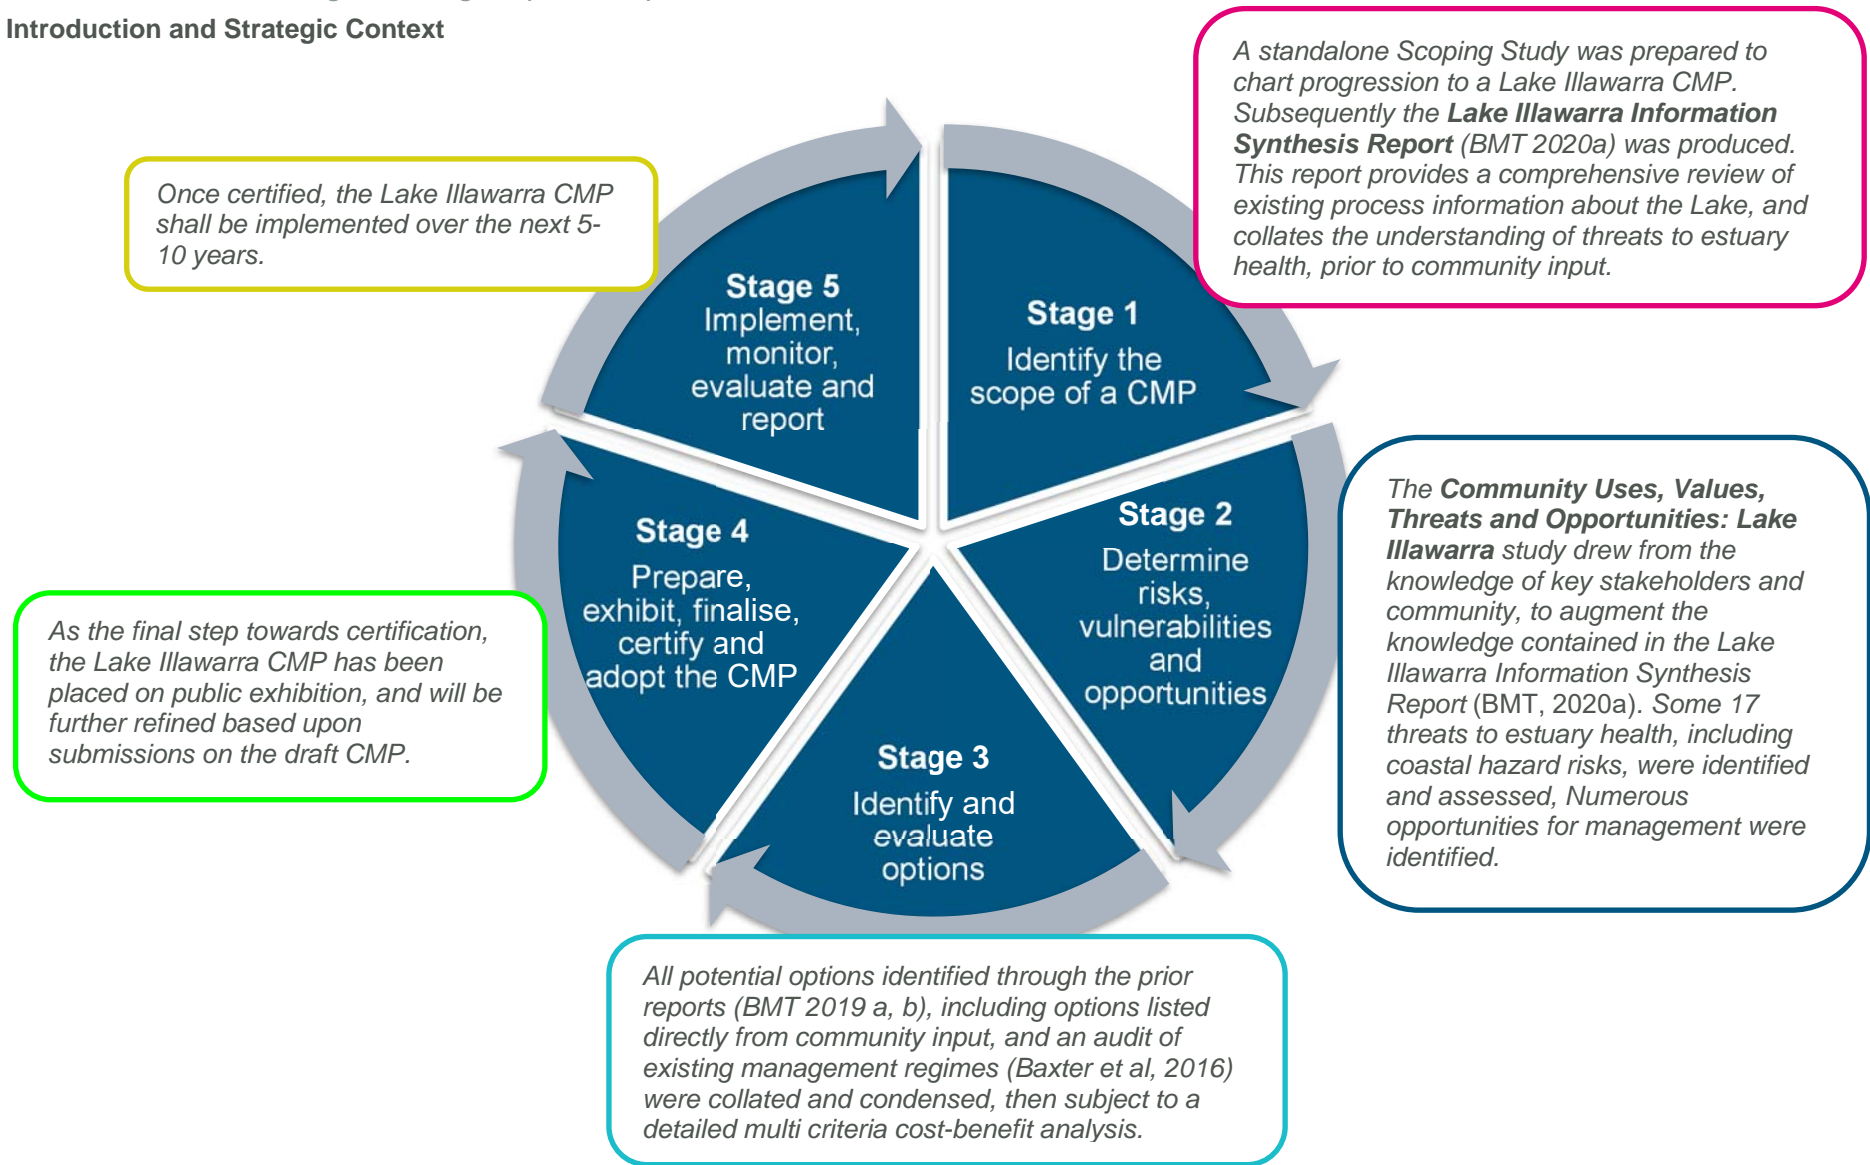 Introduction and Strategic Context
A standalone Scoping Study was prepared to
chart progression to a Lake Illawarra CMP.
Subsequently the Lake Illawarra Information
Synthesis Report (BMT 2020a) was produced.
This report provides a comprehensive review of
existing process information about the Lake, and
collates the understanding of threats to estuary
health, prior to community input.
Once certified, the Lake Illawarra CMP
shall be implemented over the next 5-
10 years.
Stage 5
Implement,
monitor,
evaluate and
report
Stage 1
Identify the
scope of a CMP
Stage 2
Determine
risks,
vulnerabilities
and
opportunities
The Community Uses, Values,
Threats and Opportunities: Lake
Illawarra study drew from the
knowledge of key stakeholders and
community, to augment the
knowledge contained in the Lake
Illawarra Information Synthesis
Report (BMT, 2020a). Some 17
threats to estuary health, including
coastal hazard risks, were identified
and assessed, Numerous
opportunities for management were
identified.
Stage 4
Prepare,
exhibit, finalise,
certify and
adopt the CMP
As the final step towards certification,
the Lake Illawarra CMP has been
placed on public exhibition, and will be
further refined based upon
submissions on the draft CMP.
Stage 3
Identify and
evaluate
options
All potential options identified through the prior
reports (BMT 2019 a, b), including options listed
directly from community input, and an audit of
existing management regimes (Baxter et al, 2016)
were collated and condensed, then subject to a
detailed multi criteria cost-benefit analysis.